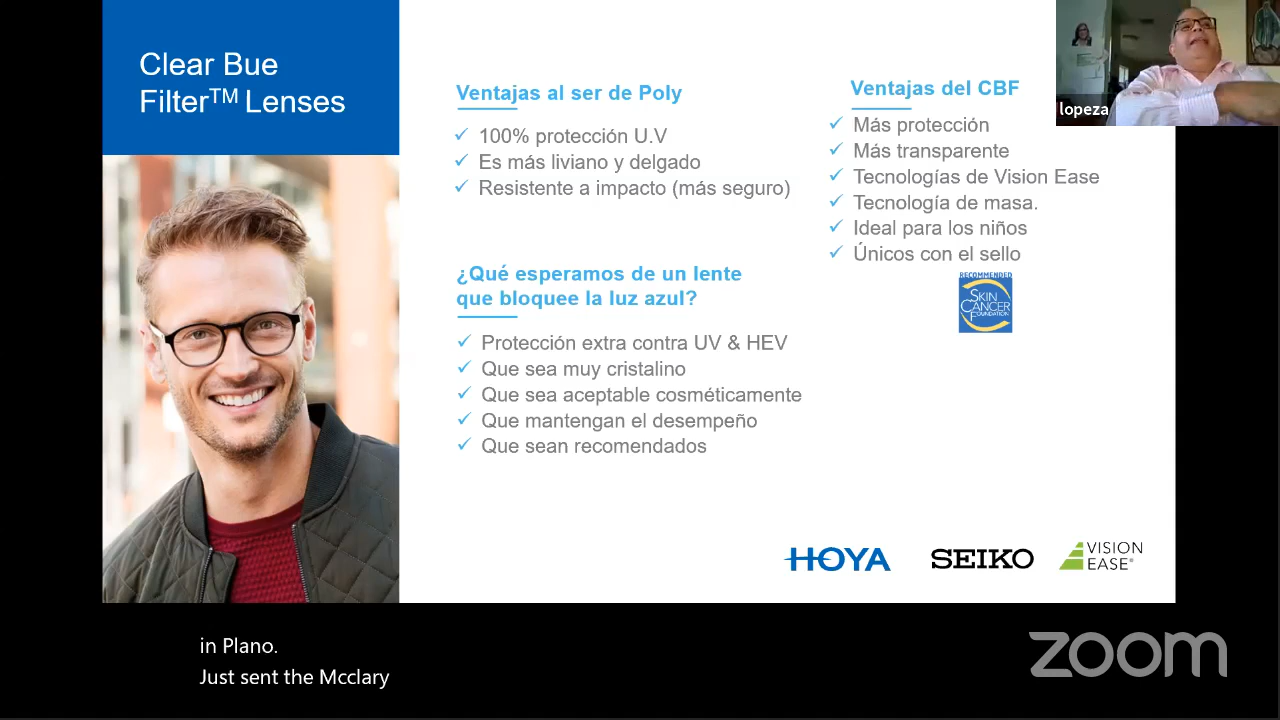 Clear Bue
Filter™ Lenses
Ventajas al ser de Poly
100% protección U.V
Es más liviano y delgado
Resistente a impacto (más seguro)
¿Qué esperamos de un lente
que bloquee la luz azul?
Protección extra contra UV & HEV
Que sea muy cristalino
Que sea aceptable cosméticamente
Que mantengan el desempeño
Que sean recomendados
Ventajas del CBF
Más protección
Más transparente
Tecnologías de Vision Ease
Tecnología de masa.
Ideal para los niños
Únicos con el sello
RECOMMENDED
SKIN
CANCER
FOUNDATION
HOYA
SEIKO
VISION
EASE®
lopeza
in Plano.
Just sent the Mcclary
zoom